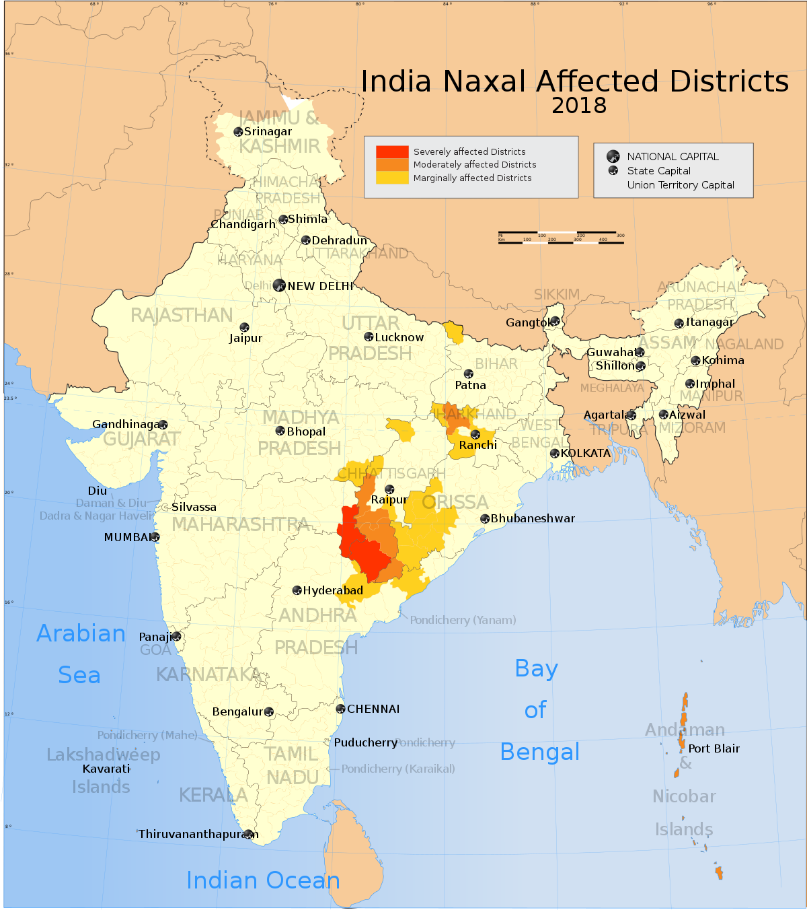 India Naxal Affected Districts
2018
Severely affected Districts
Moderately affected Districts
Marginally affected Districts
NATIONAL CAPITAL
State Capital
Union Territory Capital
JAMMU &
KASHMIR
Srinagar
HIMACHAL
PRADESH
PUNJAB
Shimla
Chandigarh
Dehradun
UTTARAKHAND
HARYANA
Delhi
NEW DELHI
RAJASTHAN
Jaipur
UTTAR
PRADESH
Lucknow
SIKKIM
Gangtok
ARUNACHAL
PRADESH
Itanagar
ASSAM
NAGALAND
Guwahati
Shillong
Kohima
MEGHALAYA
Imphal
MANIPUR
Agartala
Aizwal
TRIPURA
MIZORAM
BIHAR
Patna
JHARKHAND
Ranchi
WEST
BENGAL
KOLKATA
Gandhinagar
GUJARAT
MADHYA
PRADESH
Bhopal
CHHATTISGARH
Raipur
ORISSA
Bhubaneshwar
Diu
Daman & Diu
Dadra & Nagar Haveli
Silvassa
MAHARASHTRA
MUMBAI
Hyderabad
ANDHRA
PRADESH
Pondicherry (Yanam)
Arabian
Sea
Panaji
GOA
KARNATAKA
Bay
of
Bengal
Bengalur
CHENNAI
Pondicherry (Mahe)
Puducherry
Pondicherry
Lakshadweep
Islands
Kavarati
TAMIL
NADU
Pondicherry (Karaikal)
KERALA
Thiruvananthapuram
Andaman
&
Nicobar
Islands
Port Blair
Indian Ocean